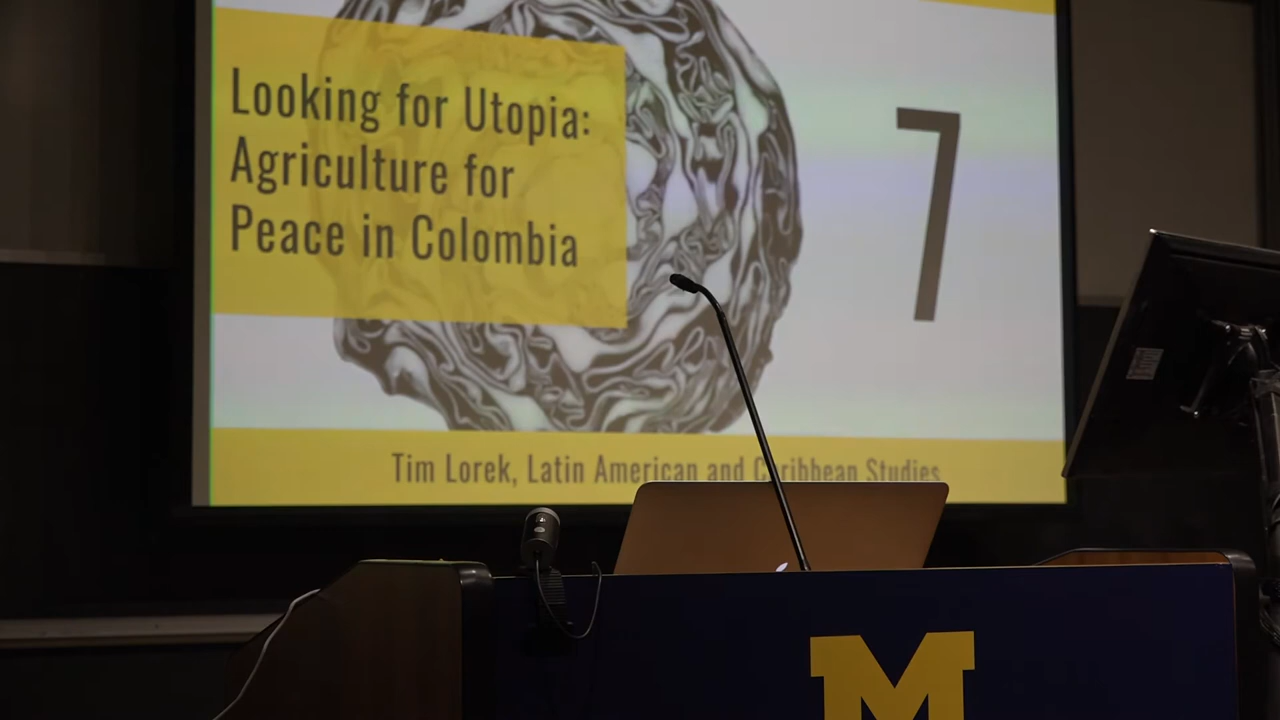 Looking for Utopia:
Agriculture for
Peace in Colombia
7
Tim Lorek, Latin American and Caribbean Studies
M